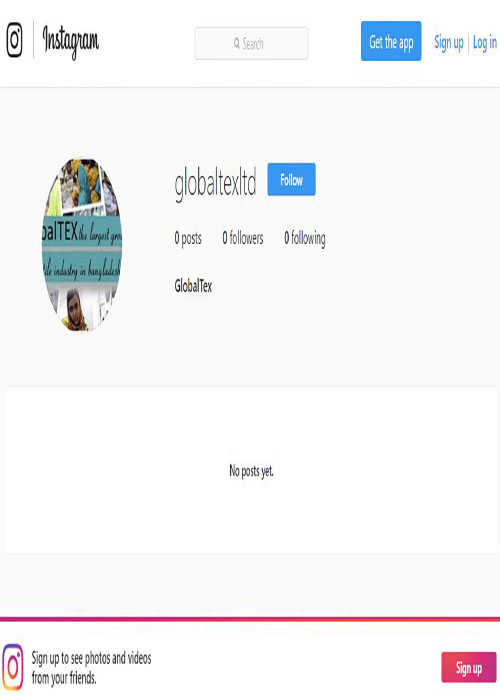 Instagram
Search
Get the app
Sign up | Log in
globaltexltd
Follow
0 posts 0 followers 0 following
GlobalTex
balTEX the largest gro
tile industry in bangladesh
No posts yet.
Sign up to see photos and videos
from your friends.
Sign up